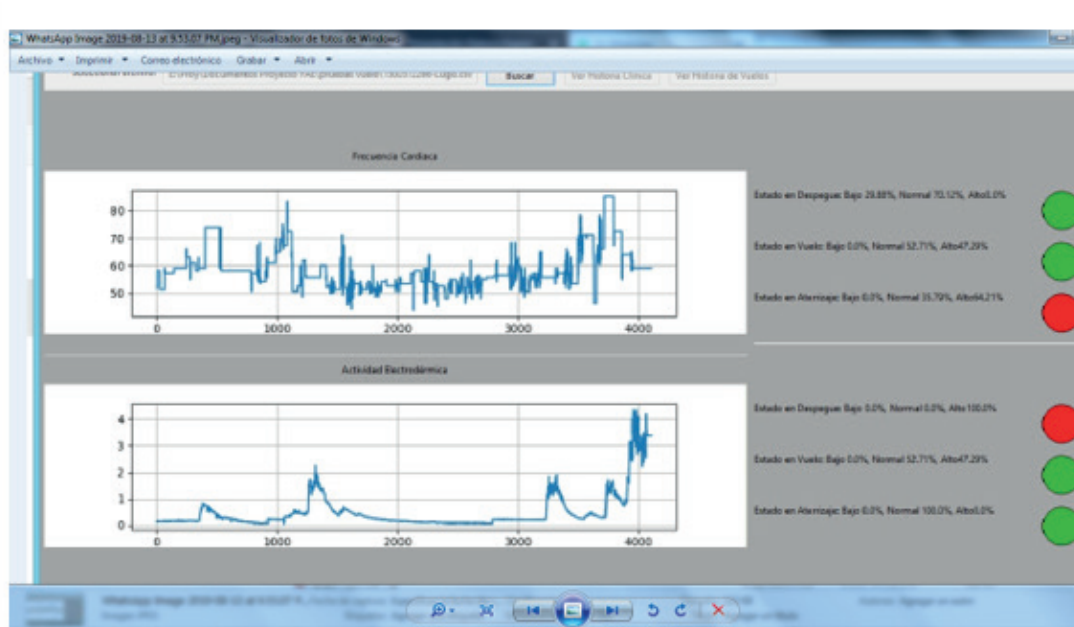 WhatsApp Image 2019-08-13 at 9.53.07 PM.jpeg - Visualizador de fotos de Windows
Archivo Imprimir Correo electrónico Grabar Abrir
Buscar Ver Historia Clínica Ver Historia de Vuelos
Frecuencia Cardiaca
80
70
60
50
0 1000 2000 3000 4000
Estado en Despegue: Bajo 29.88%, Normal 70.12%, Alto0.0%
Estado en Vuelo: Bajo 0.0%, Normal 52.71%, Alto47.29%
Estado en Aterrizaje: Bajo 0.0%, Normal 35.79%, Alto64.21%
Actividad Electrodérmica
4
3
2
1
0
0 1000 2000 3000 4000
Estado en Despegue: Bajo 0.0%, Normal 0.0%, Alto100.0%
Estado en Vuelo: Bajo 0.0%, Normal 52.71%, Alto47.29%
Estado en Aterrizaje: Bajo 0.0%, Normal 100.0%, Alto0.0%